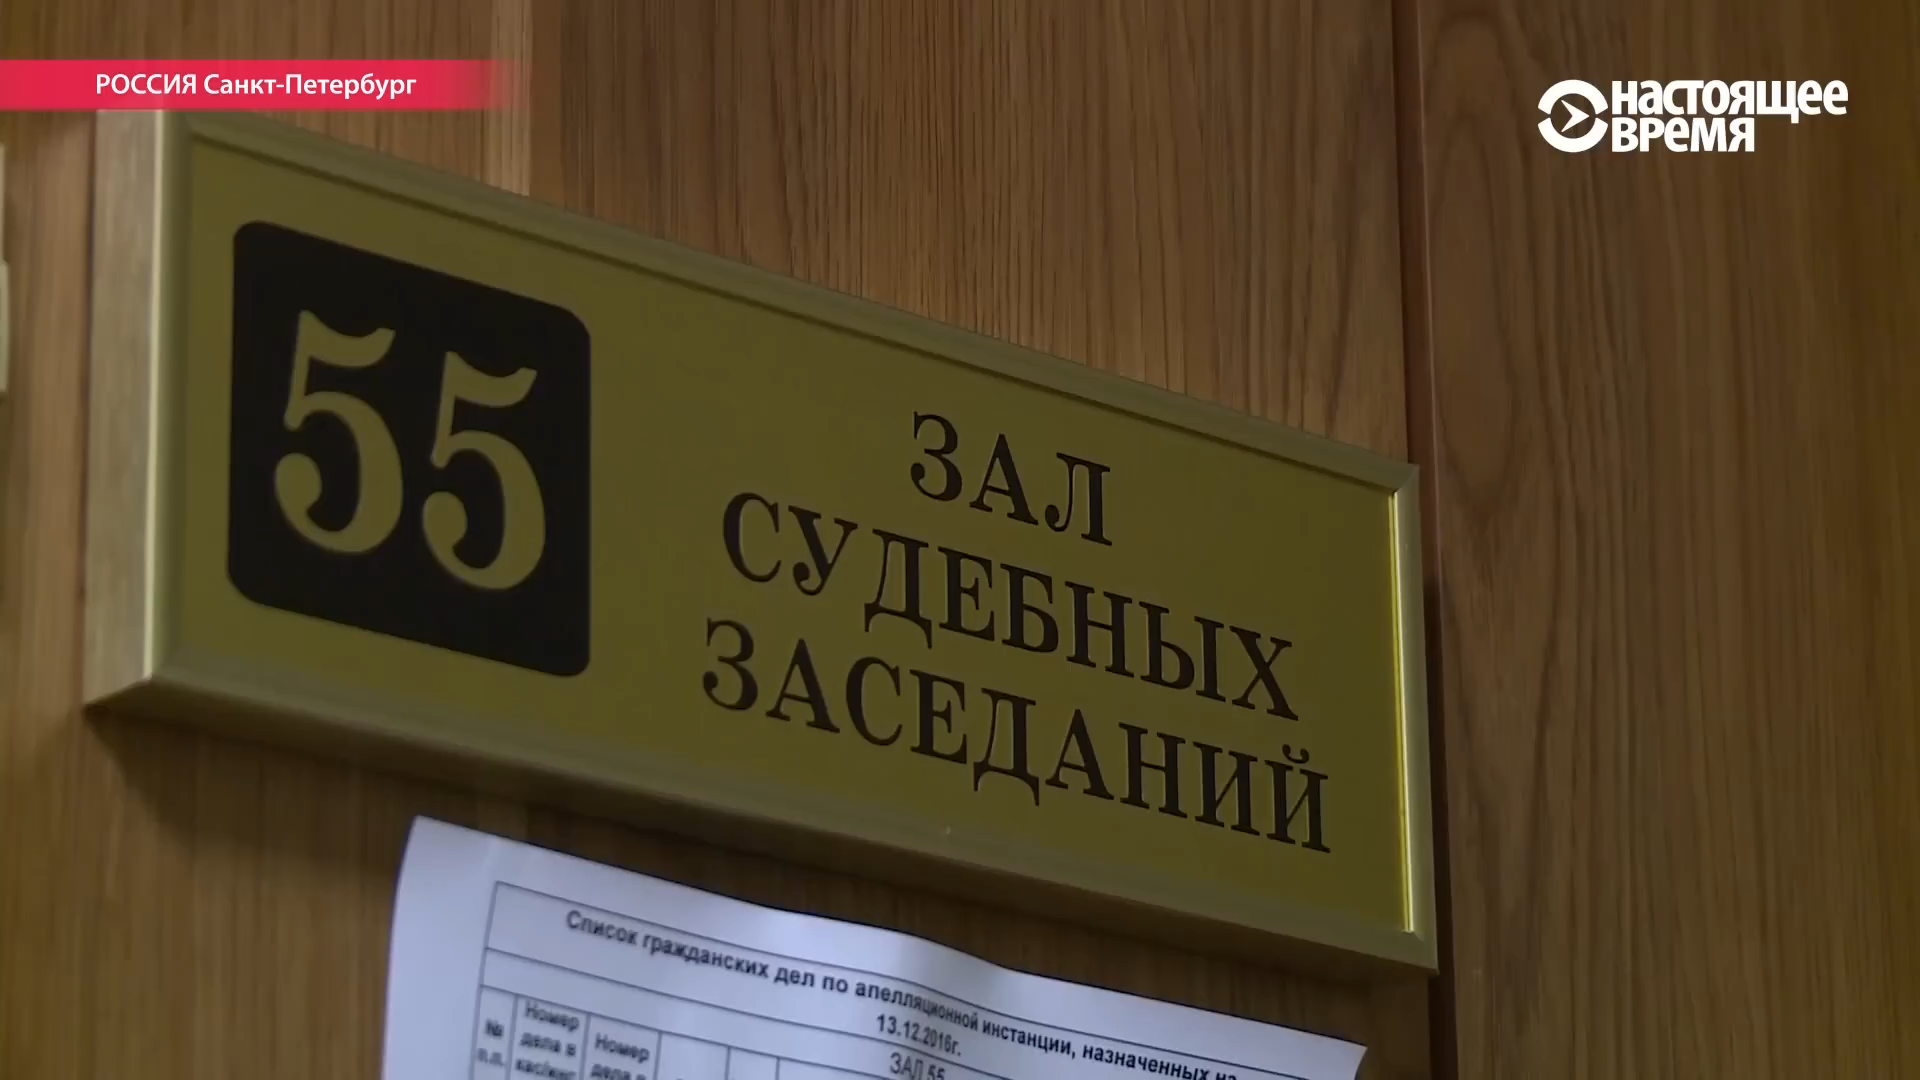 РОССИЯ Санкт-Петербург
НАСТОЯЩЕЕ
ВРЕМЯ
55
ЗАЛ
СУДЕБНЫХ
ЗАСЕДАНИЙ
Список гражданских дел по апелляционной инстанции, назначенных на
13.12.2016г.
ЗАЛ 55
№ п.п.
Номер дела в
Номер дела в